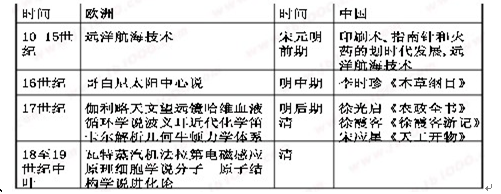 时间 欧洲 时间 中国
10-15世纪 远洋航海技术 宋元明前期 印刷术、指南针和火药的划时代发展,远洋航海技术
16世纪 哥白尼太阳中心说 明中期 李时珍《本草纲目》
17世纪 伽利略天文望远镜哈维血液循环学说波义耳近代化学笛卡尔解析几何牛顿力学体系 明后期 清 徐光启《农政全书》徐霞客《徐霞客游记》宋应星《天工开物》
18至19世纪中叶 瓦特蒸汽机法拉第电磁感应原理细胞学说分子 原子结构学说进化论 清